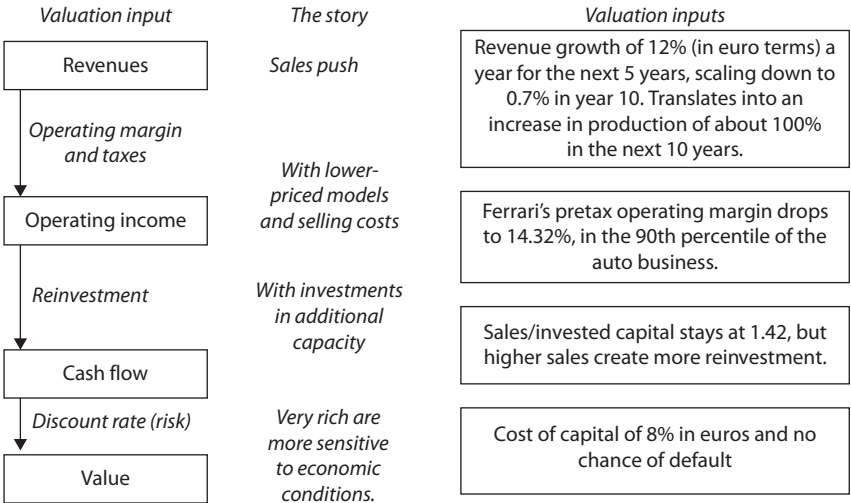 Valuation input
The story
Valuation inputs
Revenues
Sales push
Revenue growth of 12% (in euro terms) a
year for the next 5 years, scaling down to
0.7% in year 10. Translates into an
increase in production of about 100%
in the next 10 years.
Operating margin
and taxes
With lower-
priced models
and selling costs
Operating income
Ferrari's pretax operating margin drops
to 14.32%, in the 90th percentile of the
auto business.
Reinvestment
With investments
in additional
capacity
Sales/invested capital stays at 1.42, but
higher sales create more reinvestment.
Cash flow
Discount rate (risk)
Very rich are
more sensitive
to economic
conditions.
Cost of capital of 8% in euros and no
chance of default
Value